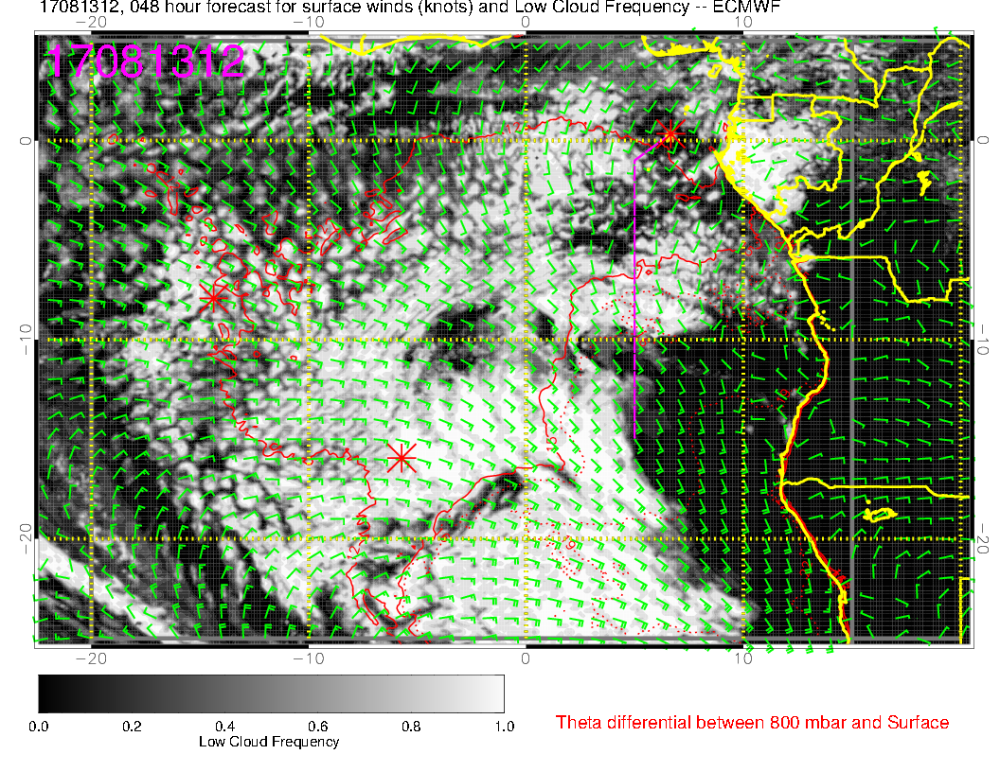 17081312, 048 hour forecast for surface winds (knots) and Low Cloud Frequency -- ECMWF
−20 −10 0 10
17081312
0 0
−10 −10
−20 −20
−20 −10 0 10
0.0 0.2 0.4 0.6 0.8 1.0
Low Cloud Frequency
Theta differential between 800 mbar and Surface